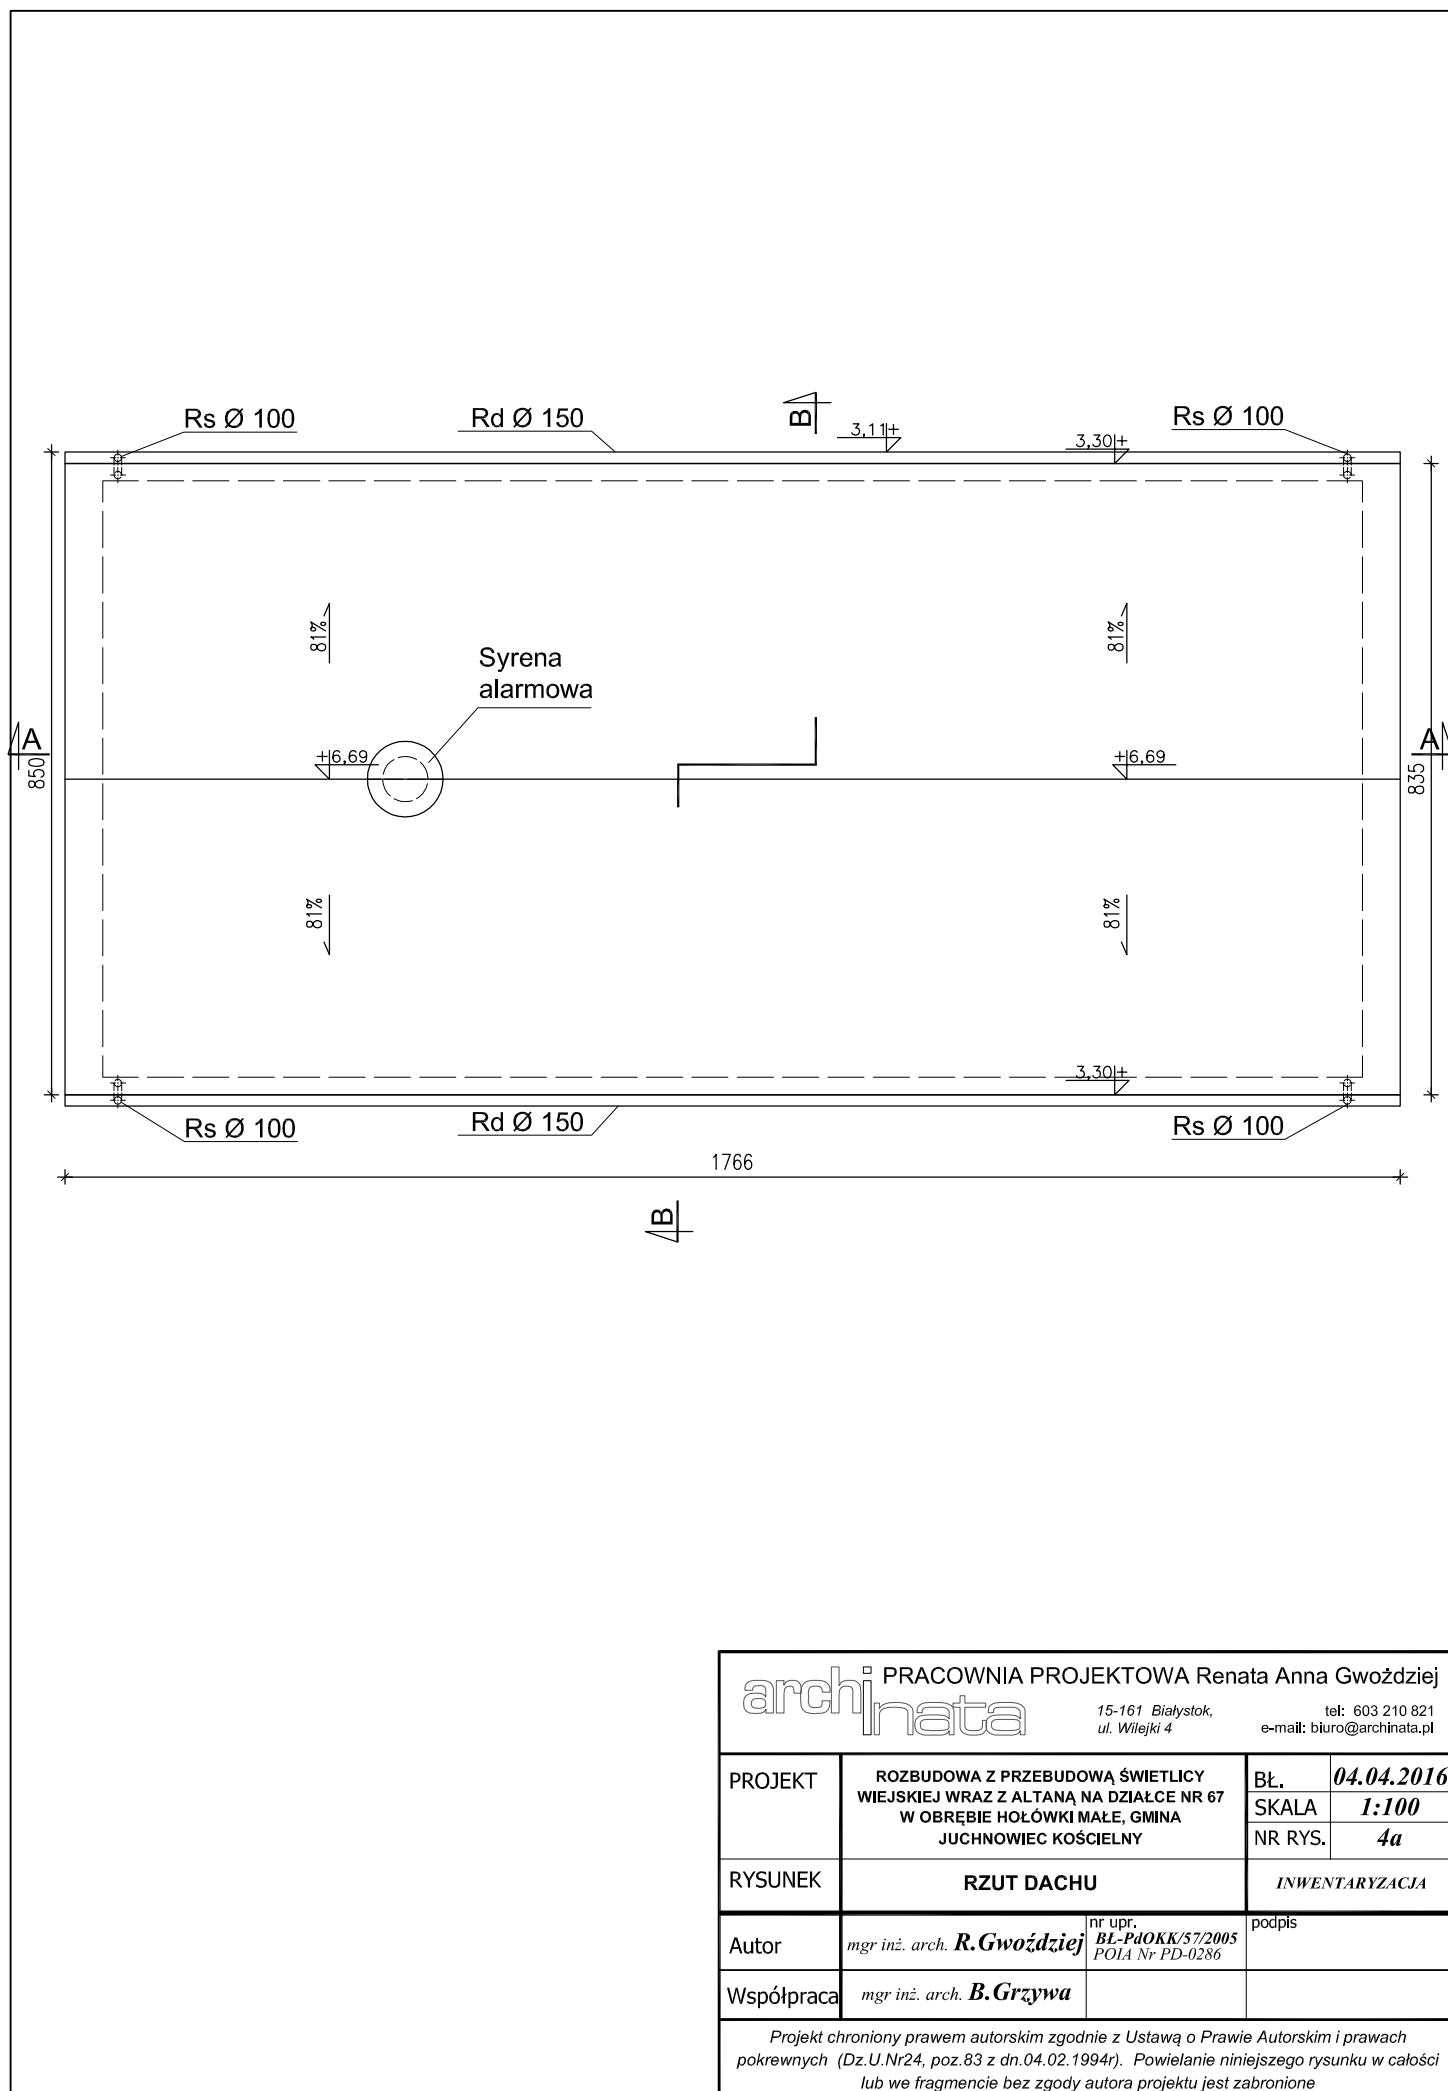 Rs Ø 100
Rd Ø 150
B
3,11+
3,30+
Rs Ø 100
81%
81%
Syrena
alarmowa
A
850
+6,69
+6,69
A
835
81%
81%
3,30+
Rs Ø 100
Rd Ø 150
Rs Ø 100
1766
B
archinata
PRACOWNIA PROJEKTOWA Renata Anna Gwożdziej
15-161 Białystok,
ul. Wilejki 4
tel: 603 210 821
e-mail: biuro@archinata.pl
PROJEKT
ROZBUDOWA Z PRZEBUDOWĄ ŚWIETLICY
WIEJSKIEJ WRAZ Z ALTANĄ NA DZIAŁCE NR 67
W OBRĘBIE HOŁÓWKI MAŁE, GMINA
JUCHNOWIEC KOŚCIELNY
BŁ. 04.04.2016
SKALA 1:100
NR RYS. 4a
RYSUNEK
RZUT DACHU
INWENTARYZACJA
Autor
mgr inż. arch. R.Gwoździej
nr upr.
BŁ-PdOKK/57/2005
POIA Nr PD-0286
podpis
Współpraca
mgr inż. arch. B.Grzywa
Projekt chroniony prawem autorskim zgodnie z Ustawą o Prawie Autorskim i prawach
pokrewnych (Dz.U.Nr24, poz.83 z dn.04.02.1994r). Powielanie niniejszego rysunku w całości
lub we fragmencie bez zgody autora projektu jest zabronione